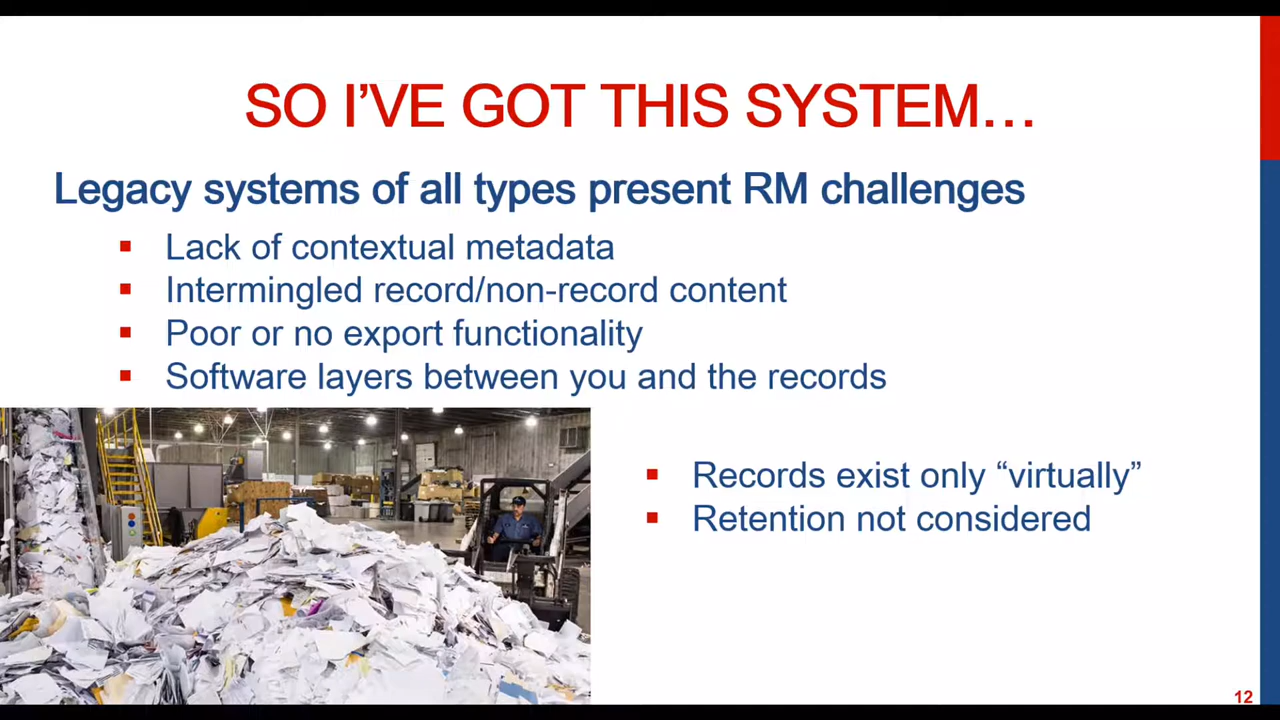 SO I’VE GOT THIS SYSTEM…
Legacy systems of all types present RM challenges
▪ Lack of contextual metadata
▪ Intermingled record/non-record content
▪ Poor or no export functionality
▪ Software layers between you and the records
▪ Records exist only “virtually”
▪ Retention not considered
12